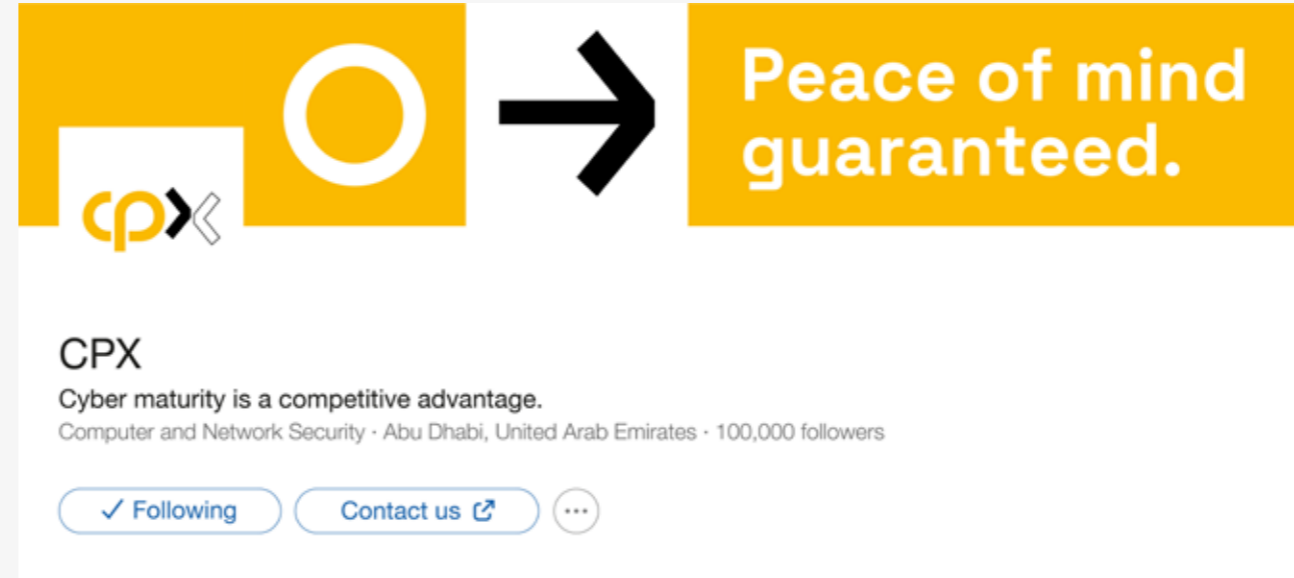 Peace of mind
guaranteed.
cpx
CPX
Cyber maturity is a competitive advantage.
Computer and Network Security · Abu Dhabi, United Arab Emirates · 100,000 followers
Following
Contact us